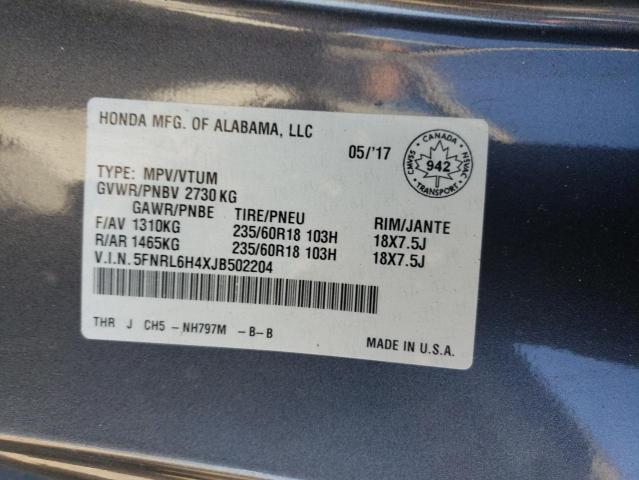 HONDA MFG. OF ALABAMA, LLC
05/'17
CANADA
CMVSS
942
NSVAC
TRANSPORT
TYPE: MPV/VTUM
GVWR/PNBV 2730 KG
GAWR/PNBE TIRE/PNEU RIM/JANTE
F/AV 1310KG 235/60R18 103H 18X7.5J
R/AR 1465KG 235/60R18 103H 18X7.5J
V.I.N. 5FNRL6H4XJB502204
THR J CH5 -NH797M -B-B
MADE IN U.S.A.